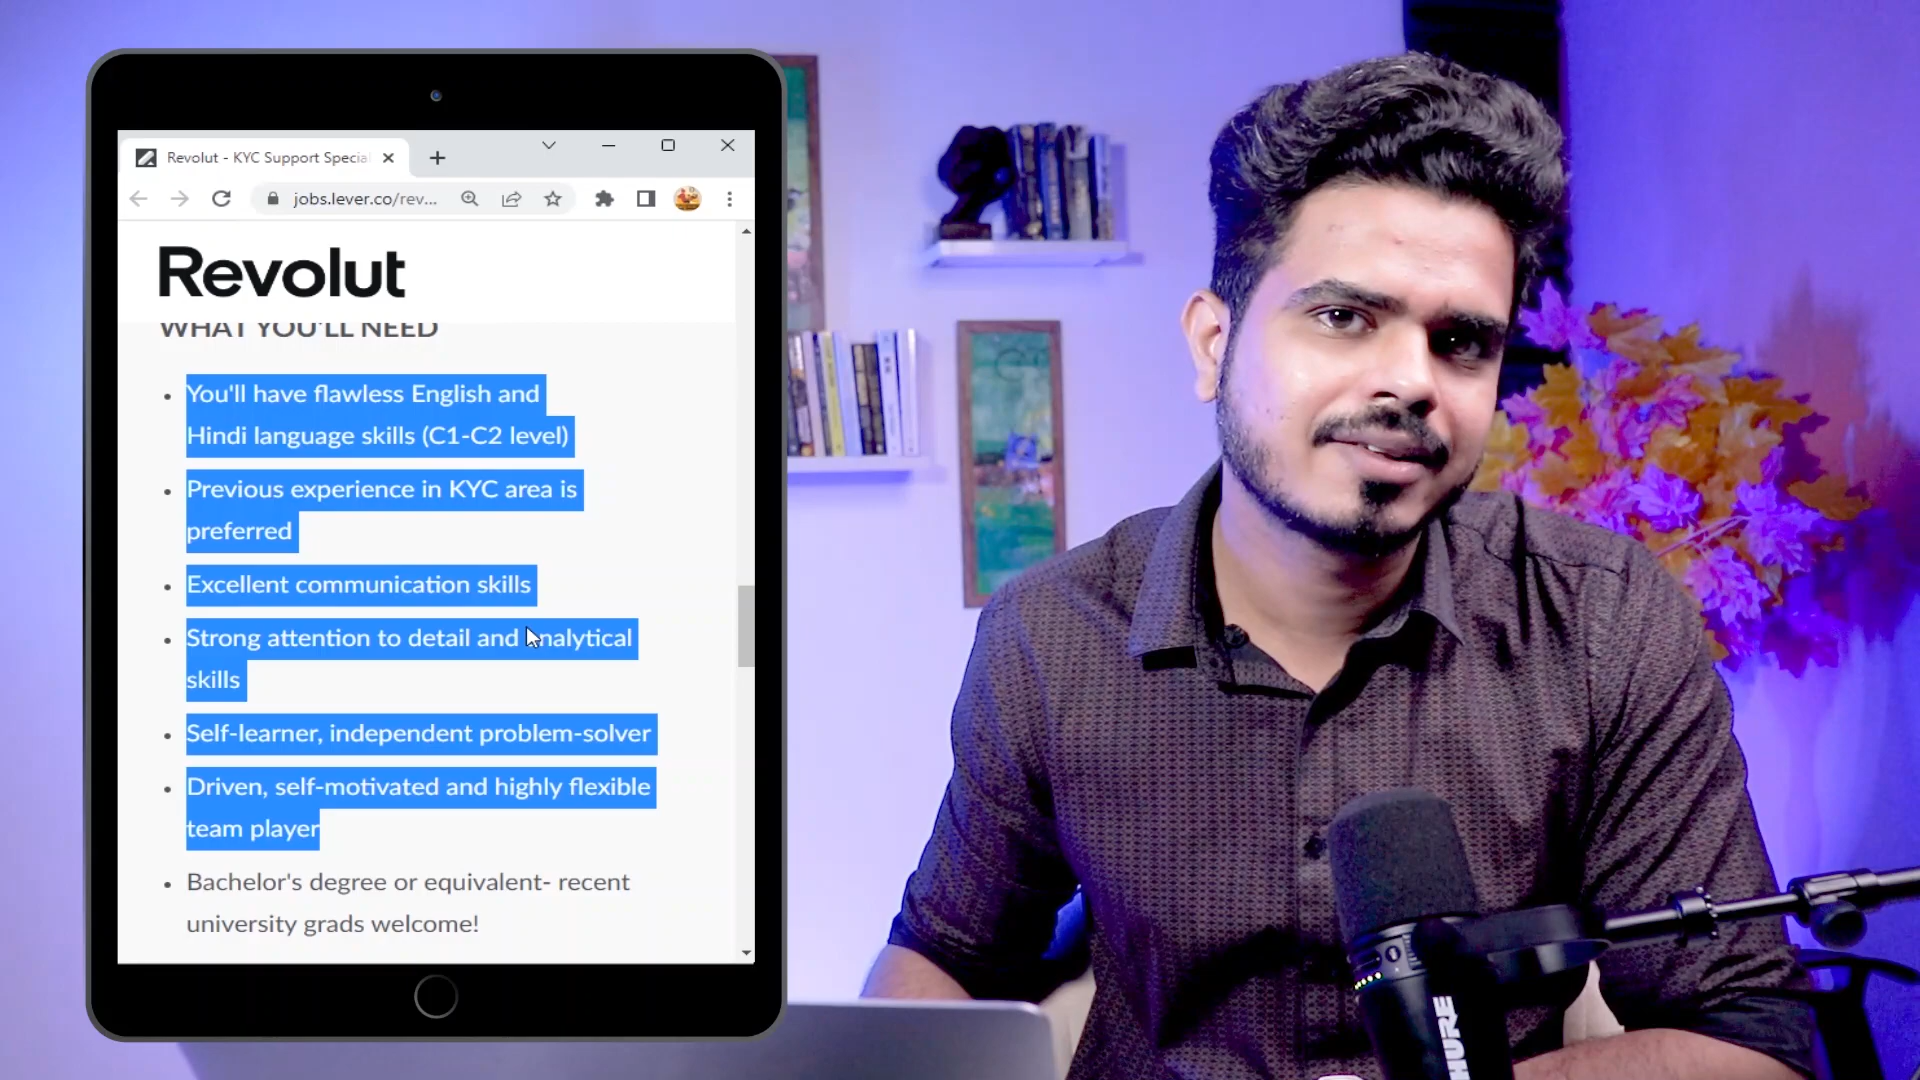 Revolut - KYC Support Specia
jobs.lever.co/rev...
Revolut
WHAT YOU'LL NEED
You'll have flawless English and
Hindi language skills (C1-C2 level)
Previous experience in KYC area is
preferred
Excellent communication skills
Strong attention to detail and analytical
skills
Self-learner, independent problem-solver
Driven, self-motivated and highly flexible
team player
Bachelor's degree or equivalent- recent
university grads welcome!
HURE